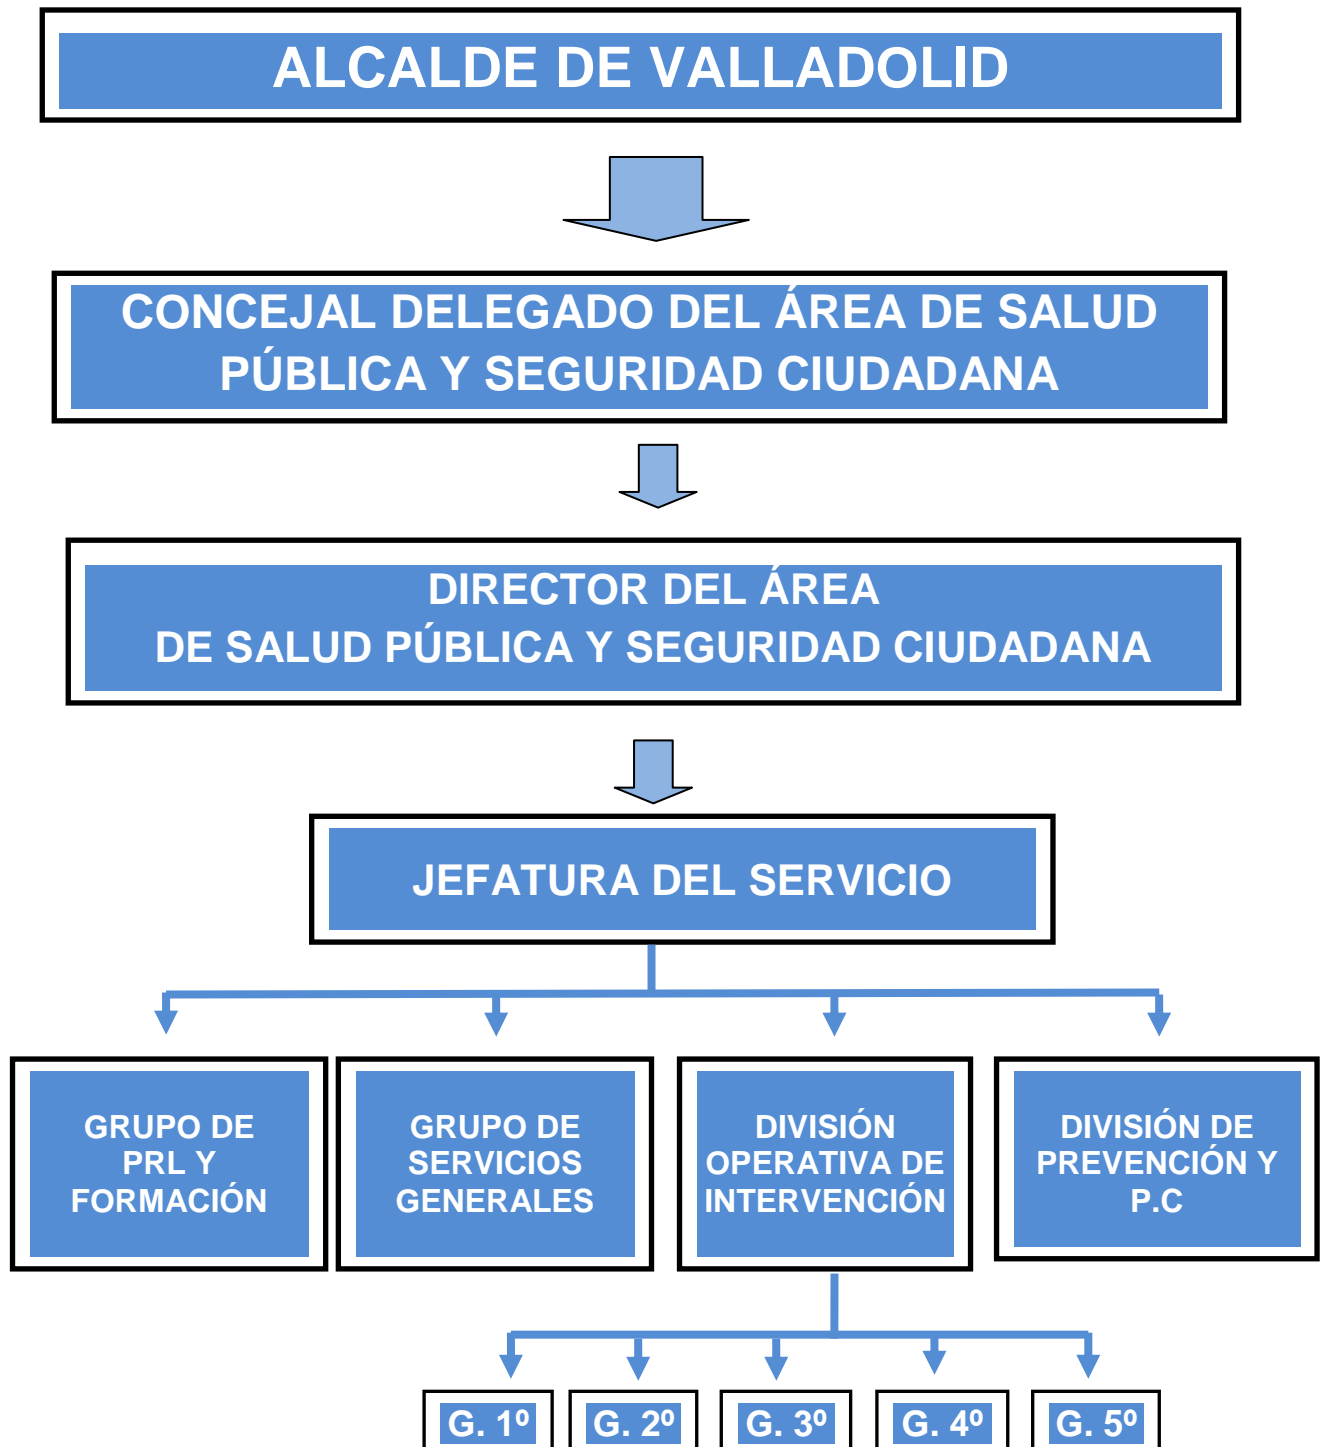 ALCALDE DE VALLADOLID
CONCEJAL DELEGADO DEL ÁREA DE SALUD
PÚBLICA Y SEGURIDAD CIUDADANA
DIRECTOR DEL ÁREA
DE SALUD PÚBLICA Y SEGURIDAD CIUDADANA
JEFATURA DEL SERVICIO
GRUPO DE
PRL Y
FORMACIÓN
GRUPO DE
SERVICIOS
GENERALES
DIVISIÓN
OPERATIVA DE
INTERVENCIÓN
DIVISIÓN DE
PREVENCIÓN Y
P.C
G. 1º
G. 2º
G. 3º
G. 4º
G. 5º